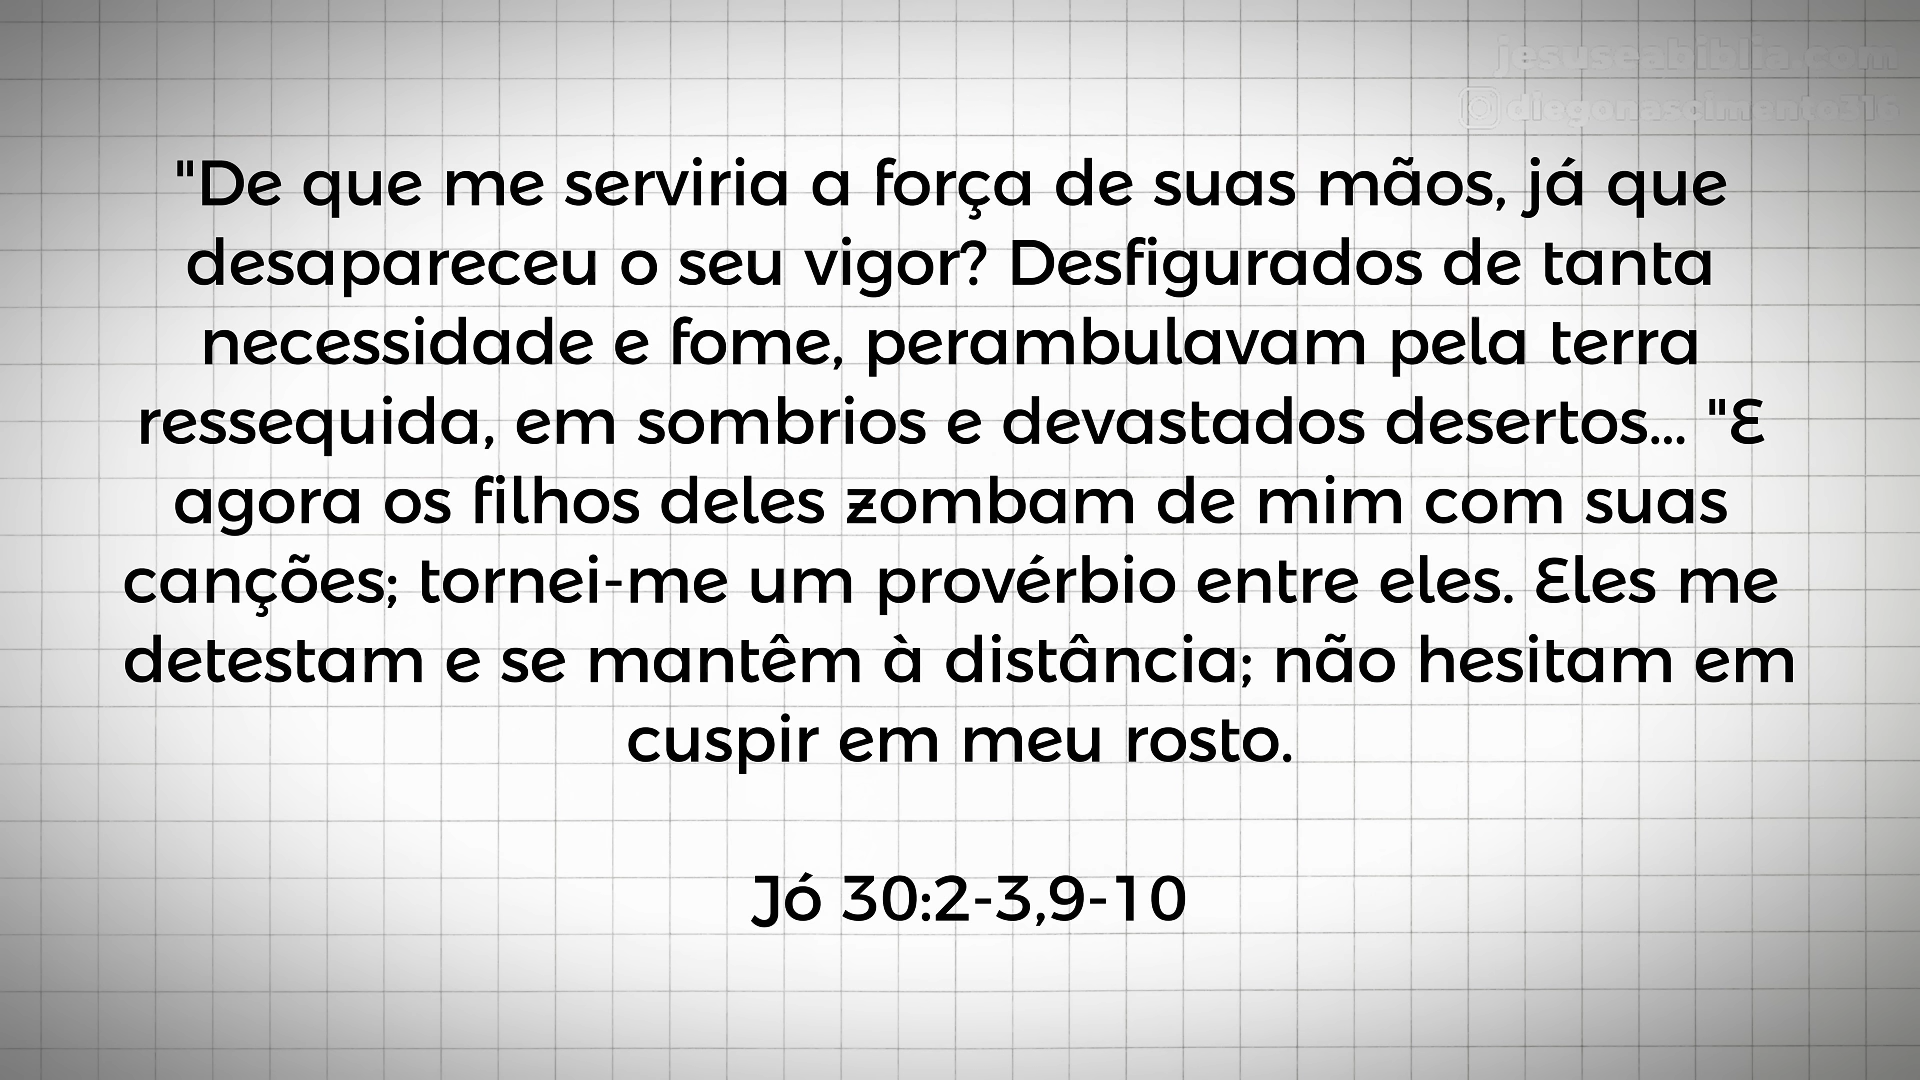 jesuseabiblia.com
diegonascimento316
"De que me serviria a força de suas mãos, já que
desapareceu o seu vigor? Desfigurados de tanta
necessidade e fome, perambulavam pela terra
ressequida, em sombrios e devastados desertos... "E
agora os filhos deles zombam de mim com suas
canções; tornei-me um provérbio entre eles. Eles me
detestam e se mantêm à distância; não hesitam em
cuspir em meu rosto.
Jó 30:2-3,9-10